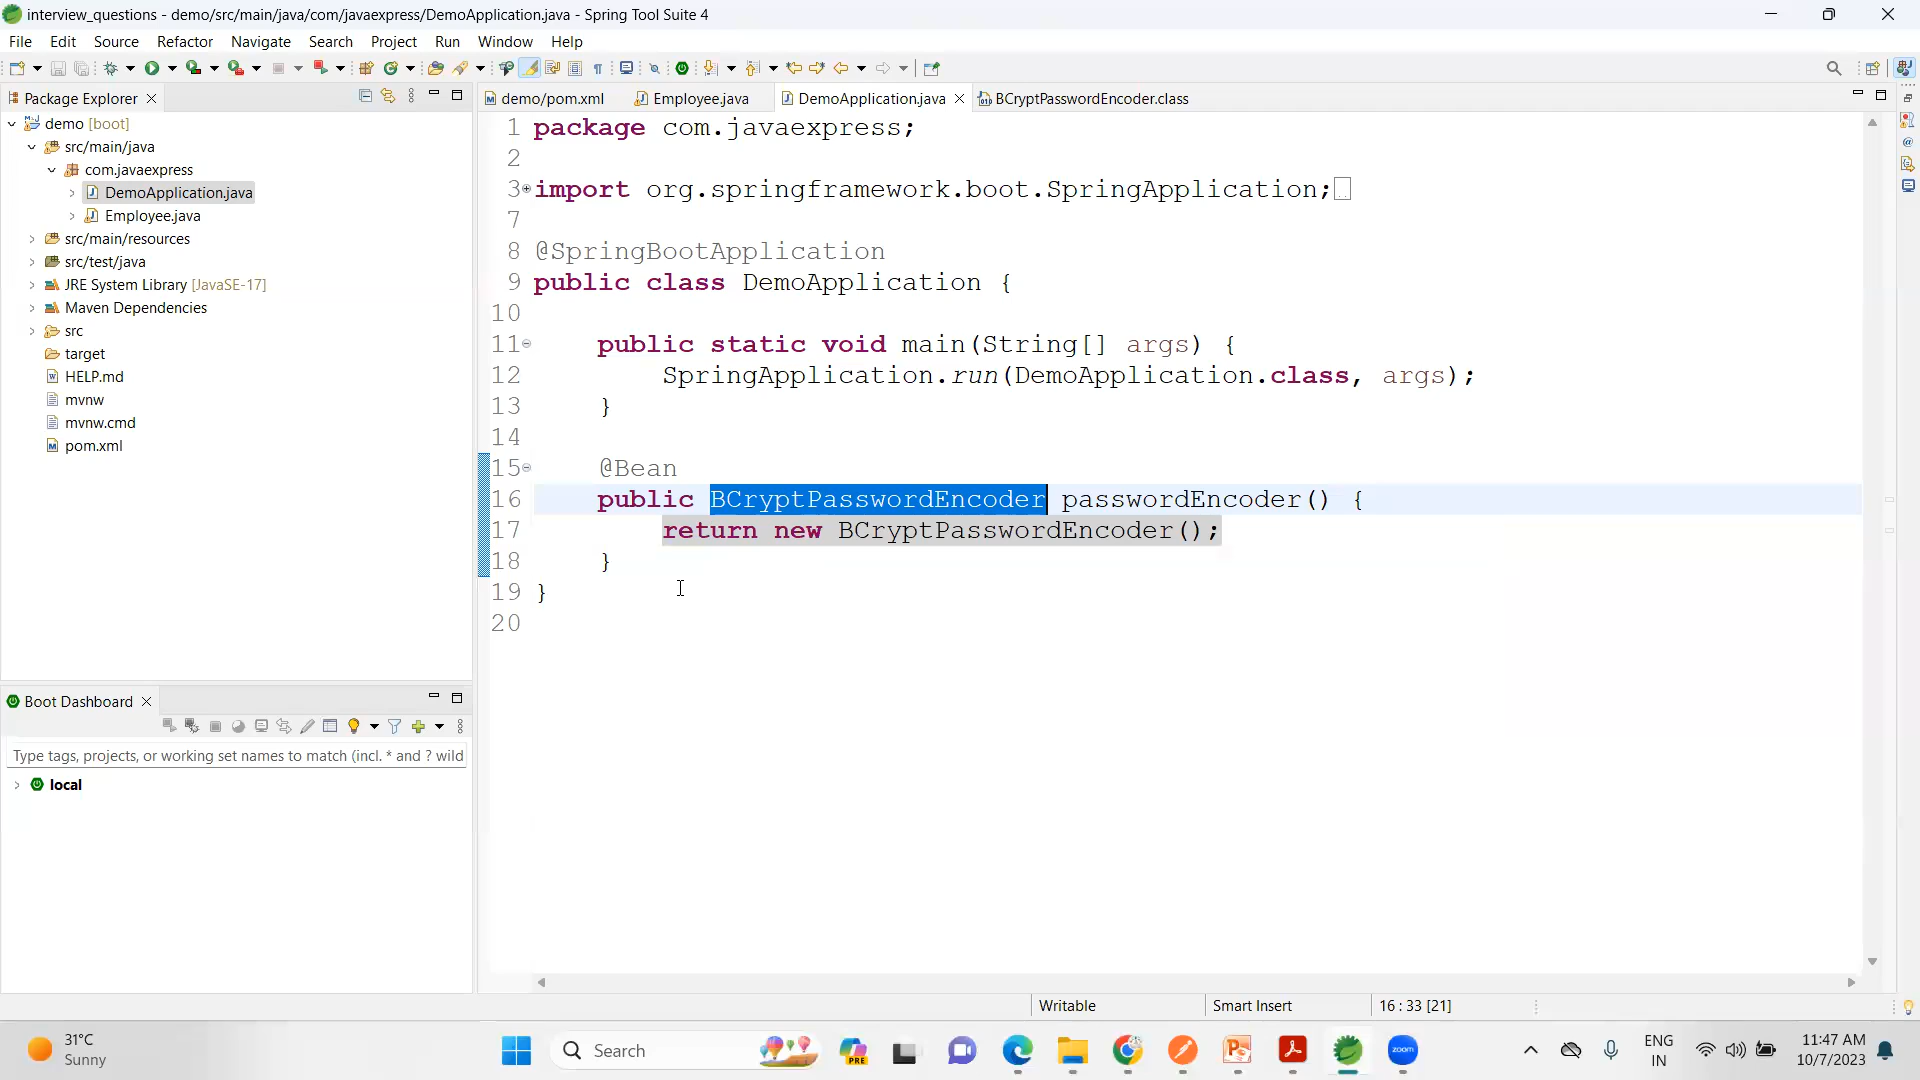 interview_questions - demo/src/main/java/com/javaexpress/DemoApplication.java - Spring Tool Suite 4
File Edit Source Refactor Navigate Search Project Run Window Help
Package Explorer
demo [boot]
src/main/java
com.javaexpress
DemoApplication.java
Employee.java
src/main/resources
src/test/java
JRE System Library [JavaSE-17]
Maven Dependencies
src
target
HELP.md
mvnw
mvnw.cmd
pom.xml
Boot Dashboard
Type tags, projects, or working set names to match (incl. * and ? wild
local
demo/pom.xml Employee.java DemoApplication.java BCryptPasswordEncoder.class
1 package com.javaexpress;
2
3 import org.springframework.boot.SpringApplication;
7
8 @SpringBootApplication
9 public class DemoApplication {
10
11 public static void main(String[] args) {
12 SpringApplication.run(DemoApplication.class, args);
13 }
14
15 @Bean
16 public BCryptPasswordEncoder passwordEncoder() {
17 return new BCryptPasswordEncoder();
18 }
19 }
20
Writable Smart Insert 16 : 33 [21]
31°C
Sunny
Search
PRE
zoom
ENG
IN
11:47 AM
10/7/2023